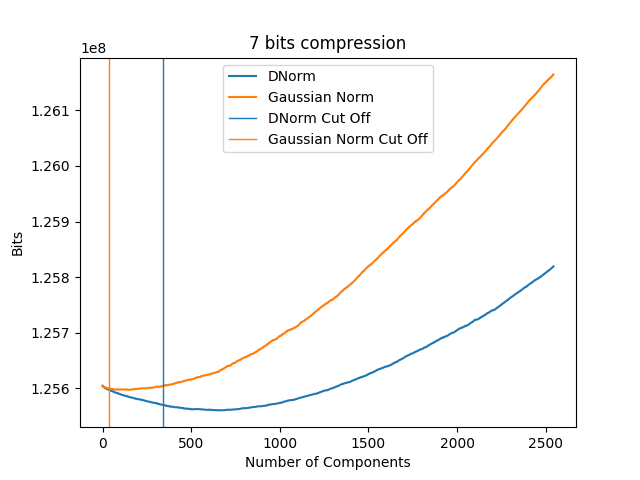 7 bits compression
1e8
DNorm
Gaussian Norm
DNorm Cut Off
Gaussian Norm Cut Off
1.261
1.260
1.259
1.258
1.257
1.256
Bits
0 500 1000 1500 2000 2500
Number of Components